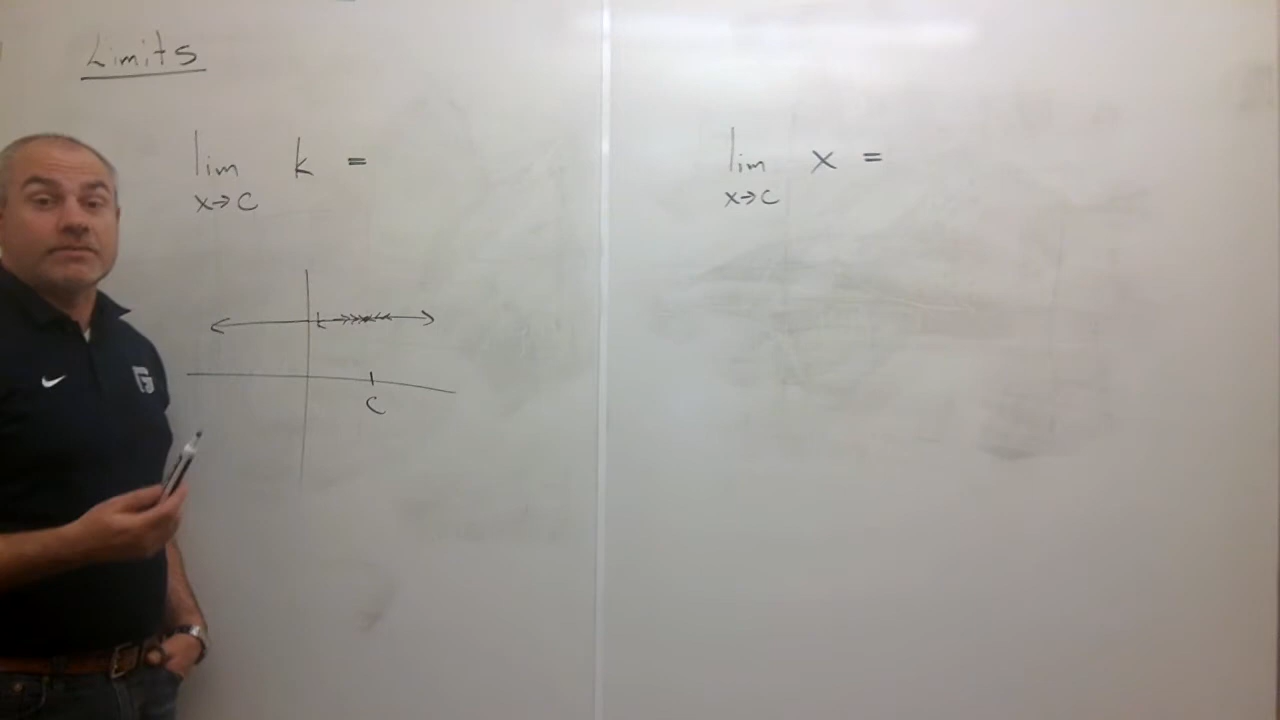 Limits
lim k =
x→c
k
c
lim x =
x→c